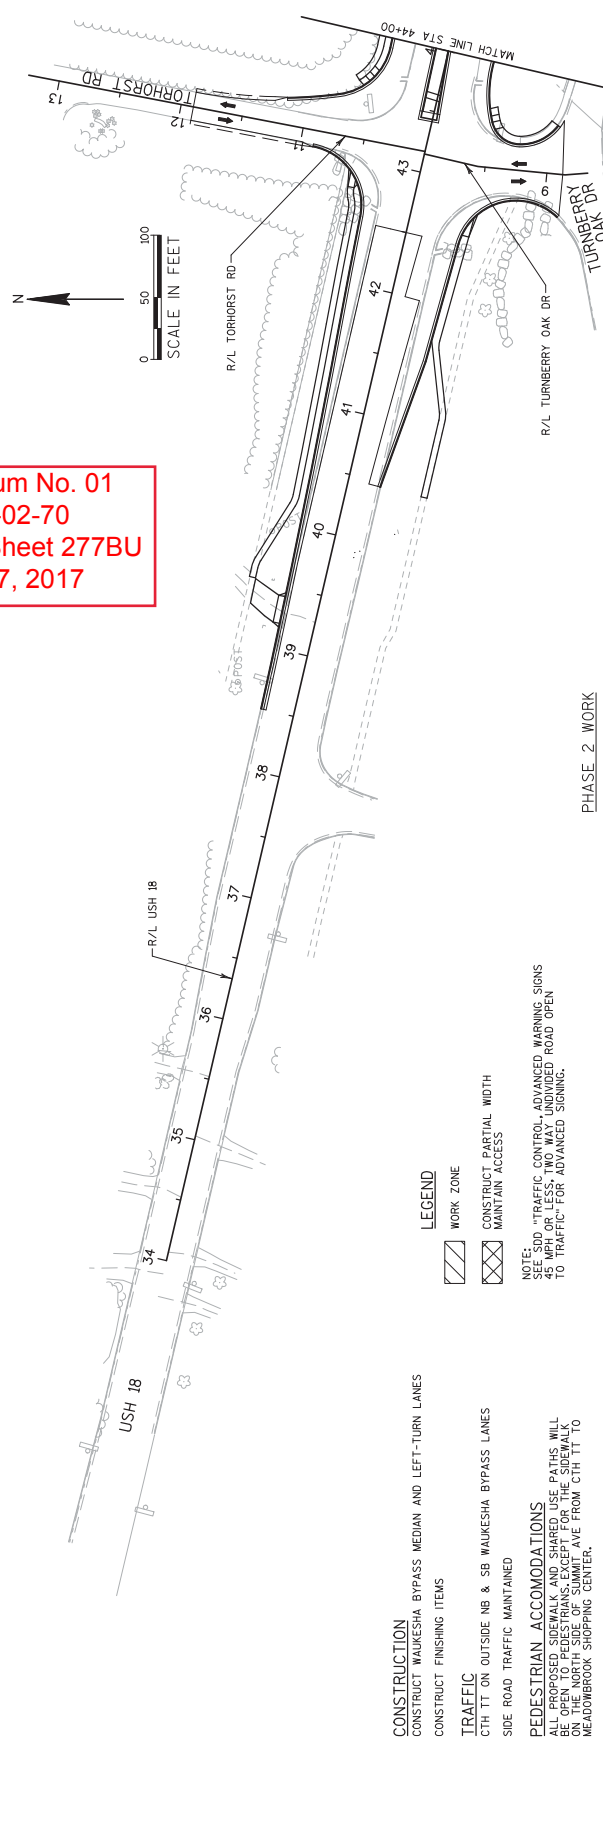 um No. 01
-02-70
Sheet 277BU
7, 2017
N
0 50 100
SCALE IN FEET
TORHORST RD
13
12
11
R/L TORHORST RD
MATCH LINE STA 44+00
43
42
41
40
39
38
37
36
35
34
9
TURNBERRY
OAK DR
R/L TURNBERRY OAK DR
POST
POST
R/L USH 18
USH 18
PHASE 2 WORK
LEGEND
WORK ZONE
CONSTRUCT PARTIAL WIDTH
MAINTAIN ACCESS
NOTE:
SEE SDD "TRAFFIC CONTROL, ADVANCED WARNING SIGNS
45 MPH OR LESS, TWO WAY UNDIVIDED ROAD OPEN
TO TRAFFIC" FOR ADVANCED SIGNING.
CONSTRUCTION
CONSTRUCT WAUKESHA BYPASS MEDIAN AND LEFT-TURN LANES
CONSTRUCT FINISHING ITEMS
TRAFFIC
CTH TT ON OUTSIDE NB & SB WAUKESHA BYPASS LANES
SIDE ROAD TRAFFIC MAINTAINED
PEDESTRIAN ACCOMODATIONS
ALL PROPOSED SIDEWALK AND SHARED USE PATHS WILL
BE OPEN TO PEDESTRIANS, EXCEPT FOR THE SIDEWALK
ON THE NORTH SIDE OF SUMMIT AVE FROM CTH TT TO
MEADOWBROOK SHOPPING CENTER.